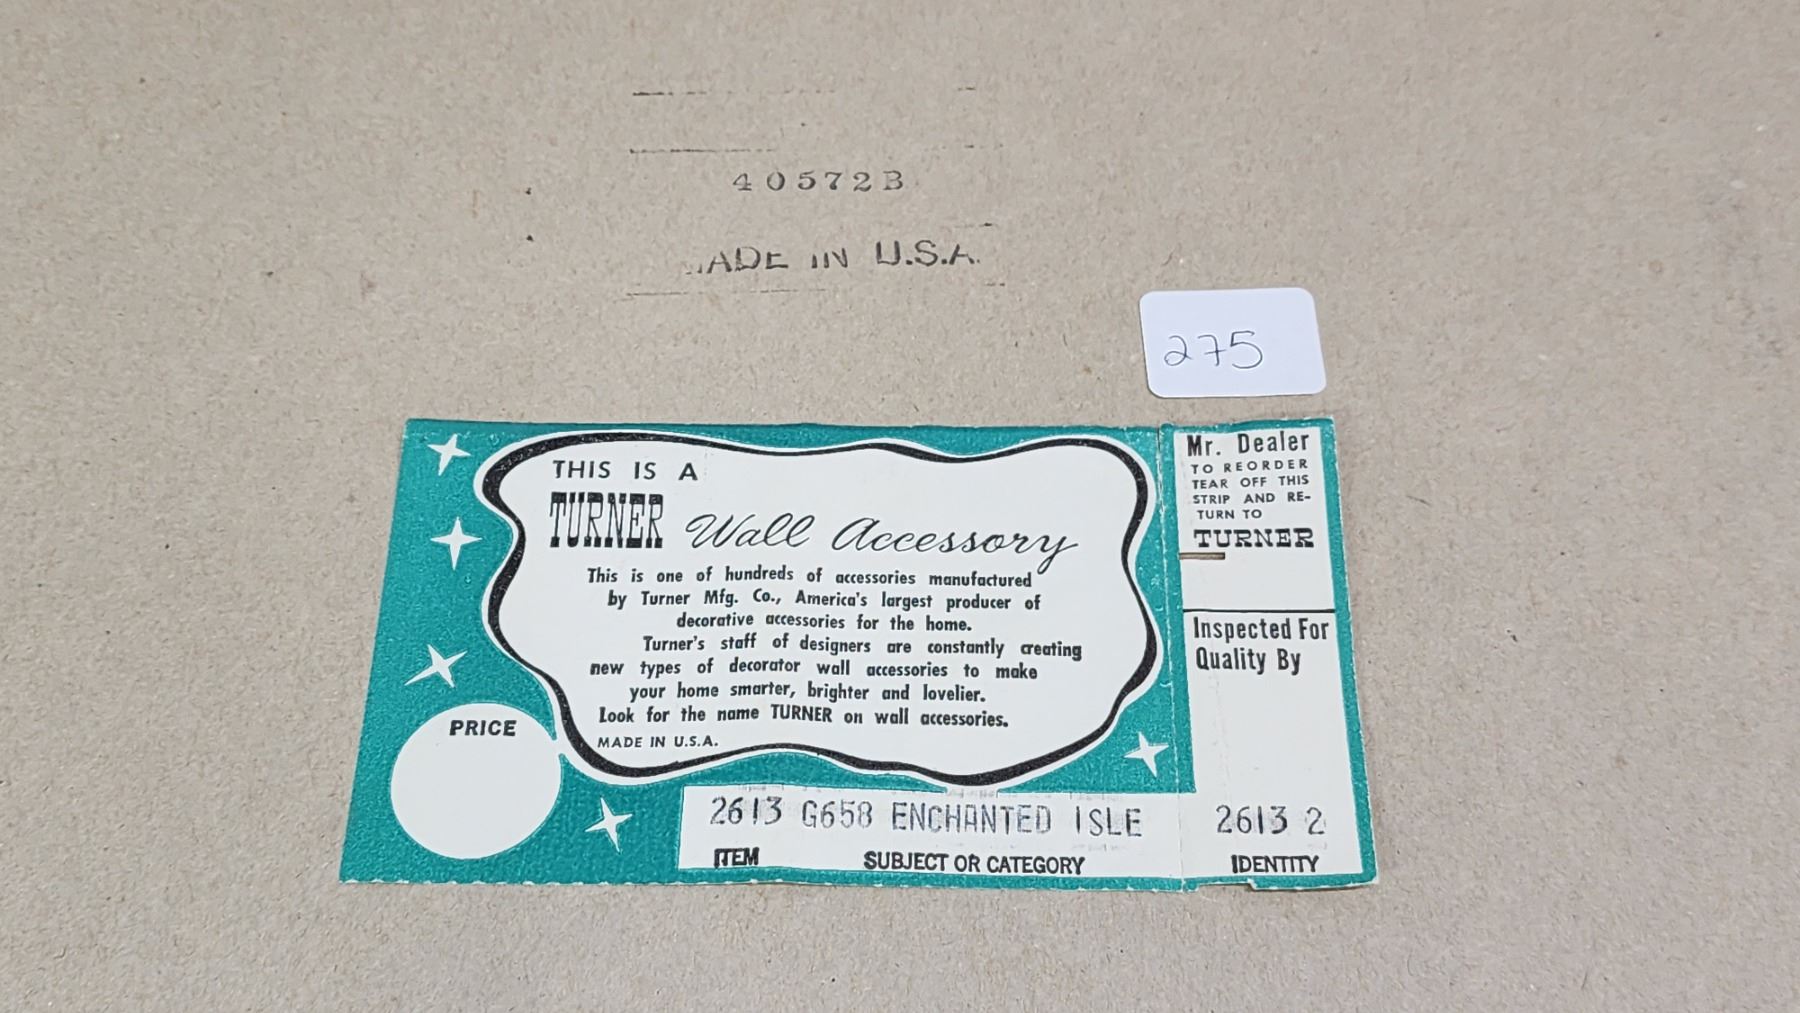 40572B
MADE IN U.S.A.
275
THIS IS A
TURNER Wall Accessory
This is one of hundreds of accessories manufactured
by Turner Mfg. Co., America's largest producer of
decorative accessories for the home.
Turner's staff of designers are constantly creating
new types of decorator wall accessories to make
your home smarter, brighter and lovelier.
Look for the name TURNER on wall accessories.
MADE IN U.S.A.
PRICE
2613 G658 ENCHANTED ISLE
ITEM SUBJECT OR CATEGORY
Mr. Dealer
TO REORDER
TEAR OFF THIS
STRIP AND RE-
TURN TO
TURNER
Inspected For
Quality By
2613 2
IDENTITY